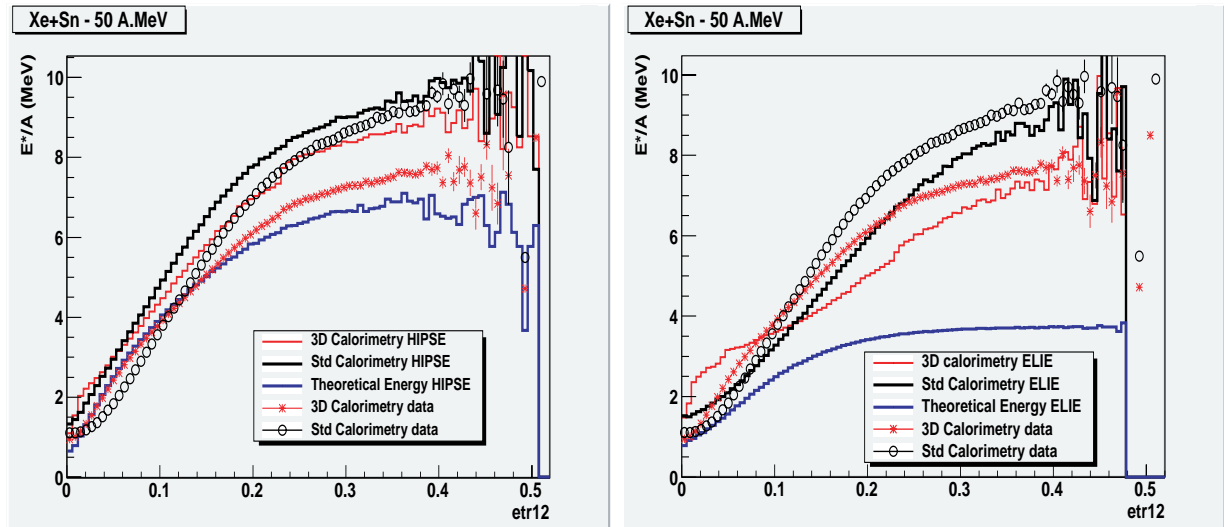 Xe+Sn - 50 A.MeV
E*/A (MeV)
10
8
6
4
2
0
0
0.1
0.2
0.3
0.4
0.5
etr12
3D Calorimetry HIPSE
Std Calorimetry HIPSE
Theoretical Energy HIPSE
3D Calorimetry data
Std Calorimetry data
Xe+Sn - 50 A.MeV
E*/A (MeV)
10
8
6
4
2
0
0
0.1
0.2
0.3
0.4
0.5
etr12
3D calorimetry ELIE
Std Calorimetry ELIE
Theoretical Energy ELIE
3D Calorimetry data
Std Calorimetry data